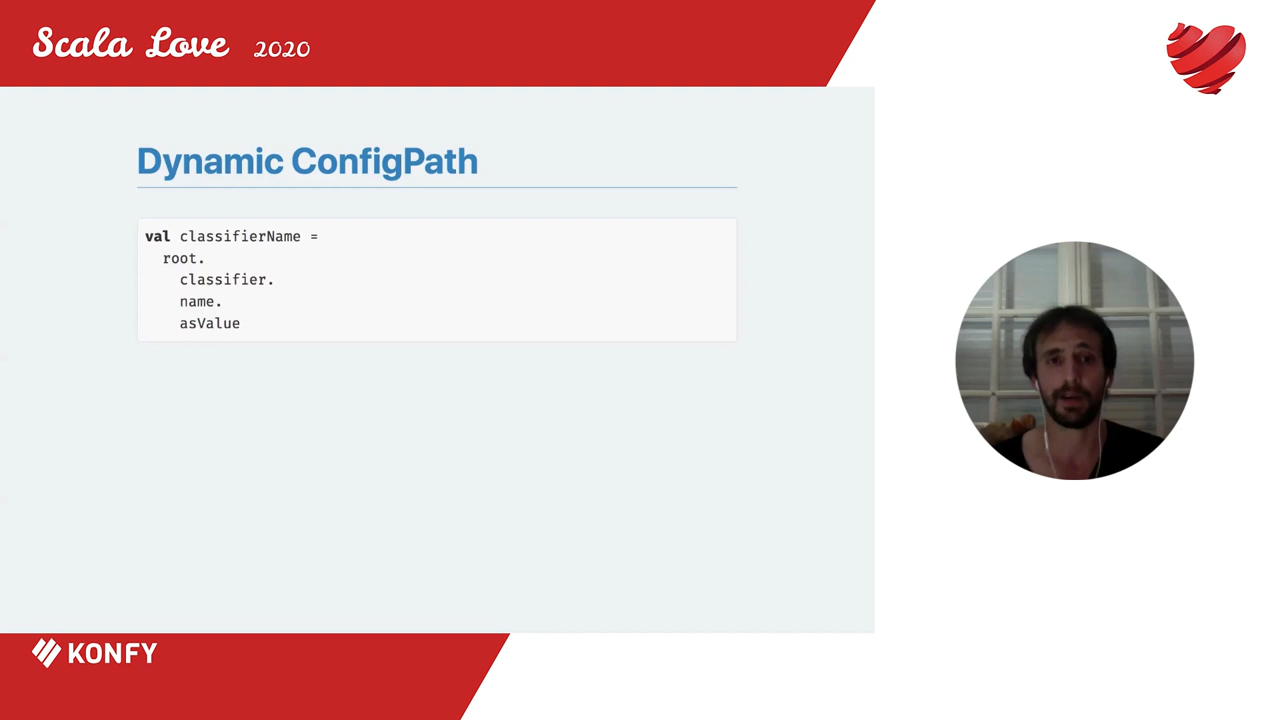 Scala Love 2020
Dynamic ConfigPath
val classifierName =
root.
classifier.
name.
asValue
KONFY